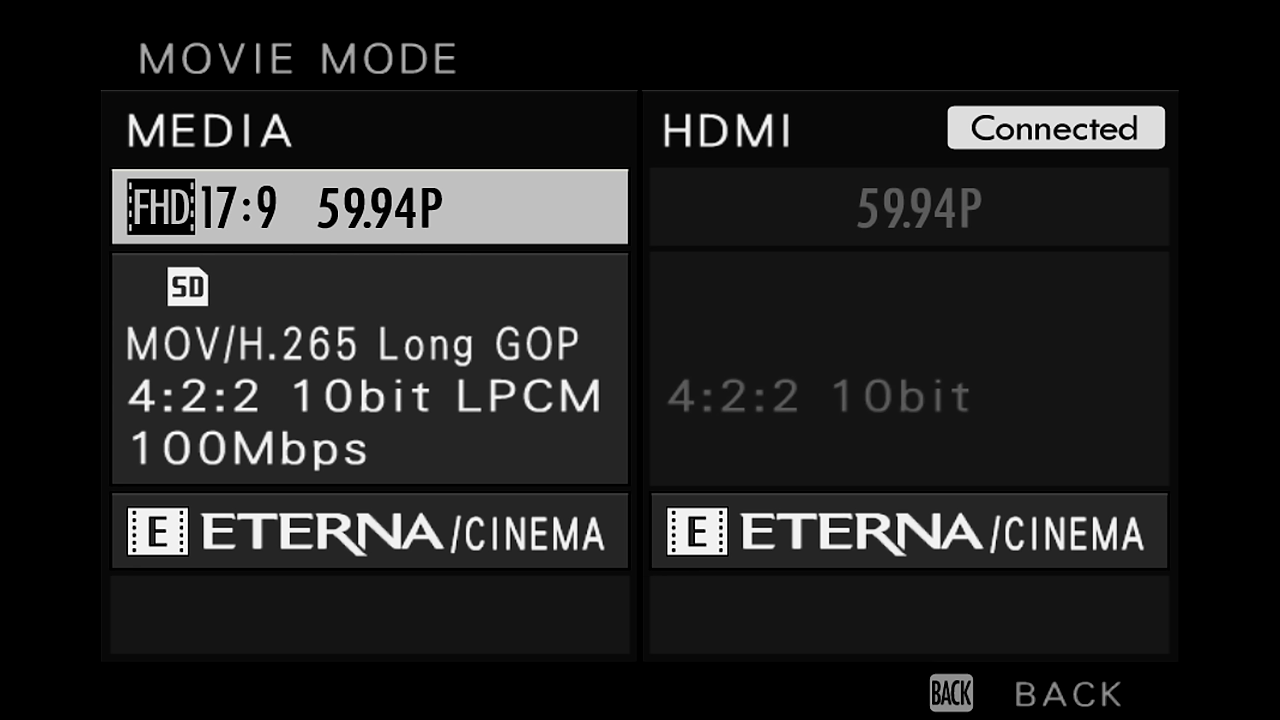 MOVIE MODE
MEDIA
FHD 17:9 59.94P
SD
MOV/H.265 Long GOP
4:2:2 10bit LPCM
100Mbps
E ETERNA/CINEMA
HDMI Connected
59.94P
4:2:2 10bit
E ETERNA/CINEMA
BACK BACK